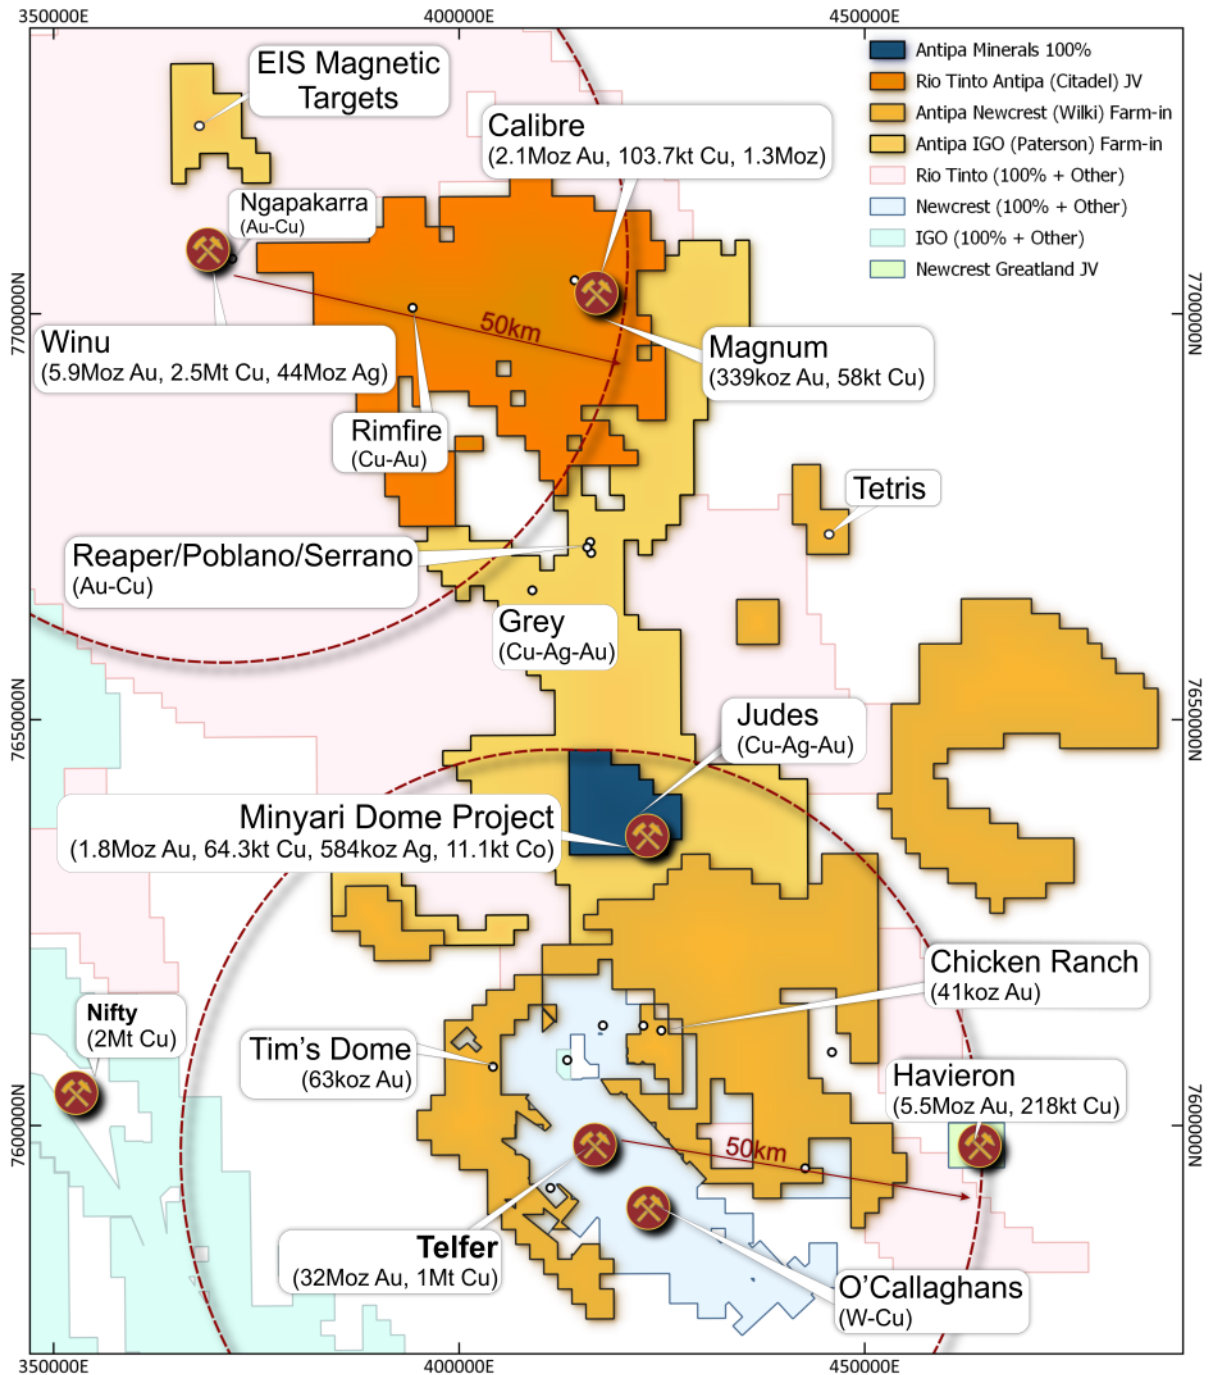 350000E
400000E
450000E
Antipa Minerals 100%
Rio Tinto Antipa (Citadel) JV
Antipa Newcrest (Wilki) Farm-in
Antipa IGO (Paterson) Farm-in
Rio Tinto (100% + Other)
Newcrest (100% + Other)
IGO (100% + Other)
Newcrest Greatland JV
EIS Magnetic
Targets
Calibre
(2.1Moz Au, 103.7kt Cu, 1.3Moz)
Ngapakarra
(Au-Cu)
7700000N
7700000N
50km
Winu
(5.9Moz Au, 2.5Mt Cu, 44Moz Ag)
Magnum
(339koz Au, 58kt Cu)
Rimfire
(Cu-Au)
Tetris
Reaper/Poblano/Serrano
(Au-Cu)
Grey
(Cu-Ag-Au)
7650000N
7650000N
Judes
(Cu-Ag-Au)
Minyari Dome Project
(1.8Moz Au, 64.3kt Cu, 584koz Ag, 11.1kt Co)
Chicken Ranch
(41koz Au)
Nifty
(2Mt Cu)
Tim's Dome
(63koz Au)
Havieron
(5.5Moz Au, 218kt Cu)
7600000N
7600000N
50km
Telfer
(32Moz Au, 1Mt Cu)
O'Callaghans
(W-Cu)
350000E
400000E
450000E